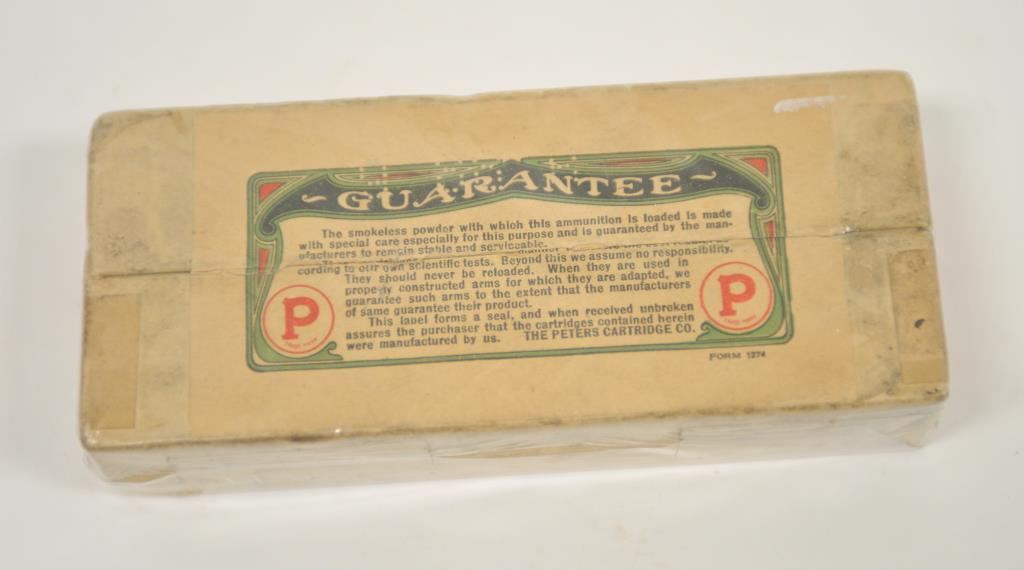 GUARANTEE
The smokeless powder with which this ammunition is loaded is made
with special care especially for this purpose and is guaranteed by the man-
ufacturers to remain stable and serviceable.
cording to our own scientific tests. Beyond this we assume no responsibility.
They should never be reloaded. When they are used in
properly constructed arms for which they are adapted, we
guarantee such arms to the extent that the manufacturers
of same guarantee their product.
This label forms a seal, and when received unbroken
assures the purchaser that the cartridges contained herein
were manufactured by us. THE PETERS CARTRIDGE CO.
P
P
FORM 1274